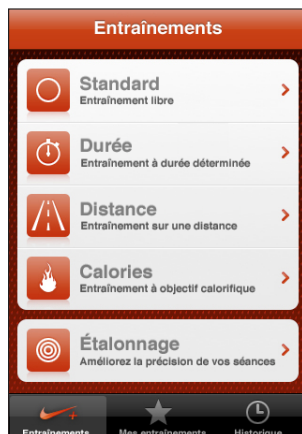 Entraînements
Standard
Entraînement libre
Durée
Entraînement à durée déterminée
Distance
Entraînement sur une distance
Calories
Entraînement à objectif calorifique
Étalonnage
Améliorez la précision de vos séances
Entraînements Mes entraînements Historique